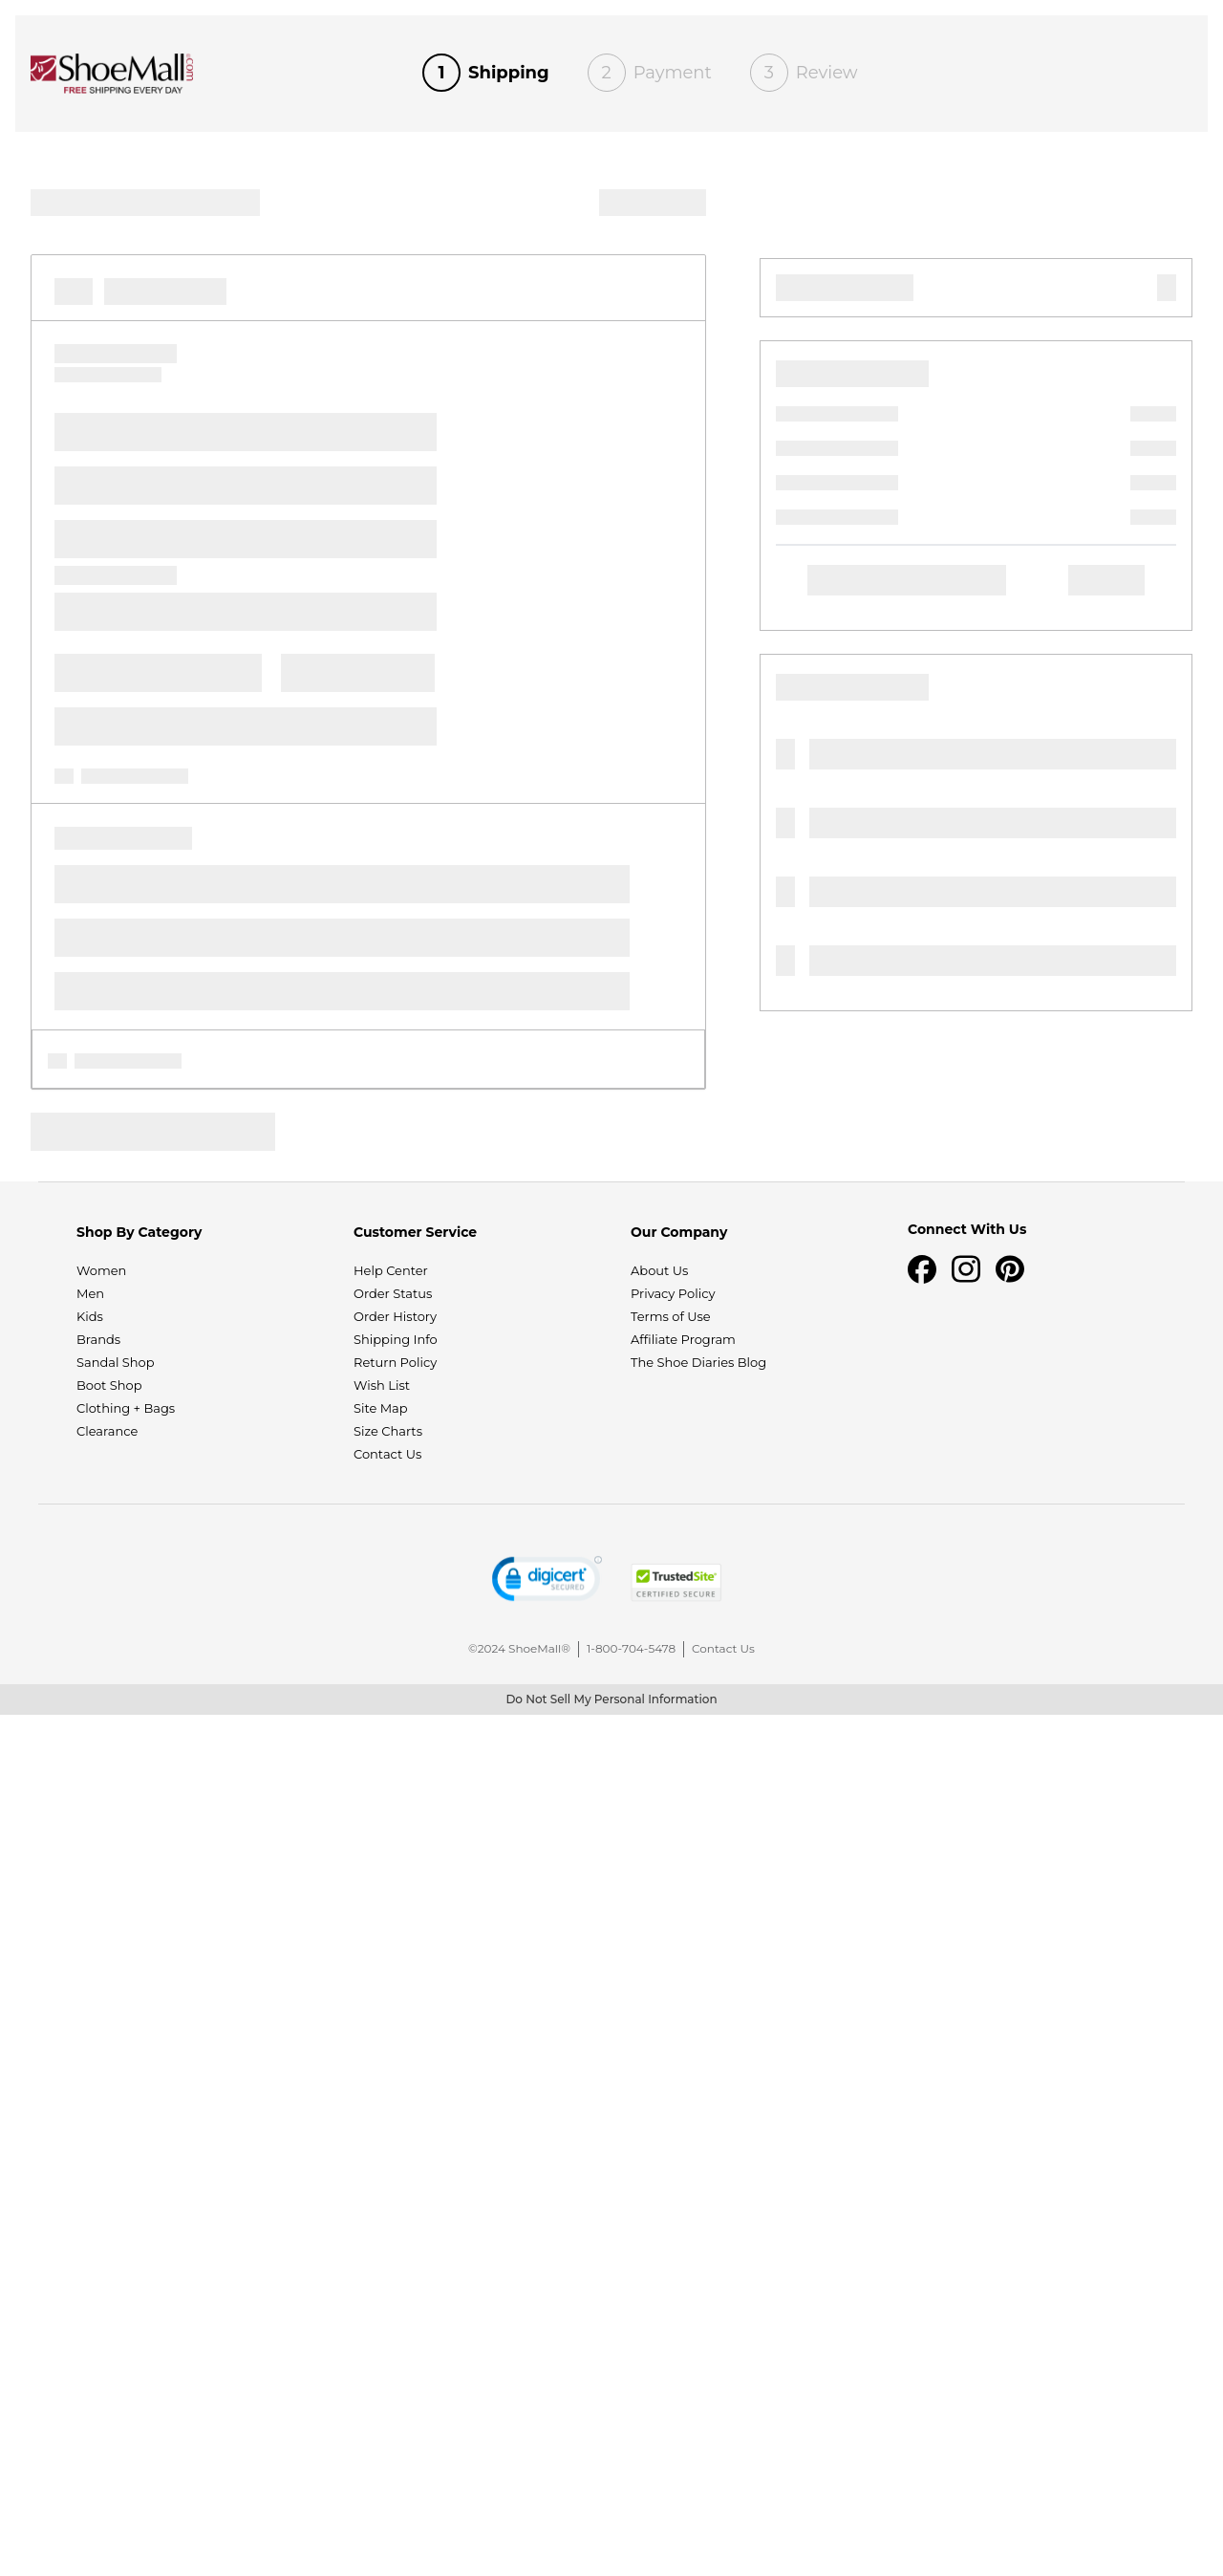 ShoeMall.com
FREE SHIPPING EVERY DAY
1 Shipping
2 Payment
3 Review
Shop By Category
Women
Men
Kids
Brands
Sandal Shop
Boot Shop
Clothing + Bags
Clearance
Customer Service
Help Center
Order Status
Order History
Shipping Info
Return Policy
Wish List
Site Map
Size Charts
Contact Us
Our Company
About Us
Privacy Policy
Terms of Use
Affiliate Program
The Shoe Diaries Blog
Connect With Us
digicert
SECURED
TrustedSite
CERTIFIED SECURE
©2024 ShoeMall® | 1-800-704-5478 | Contact Us
Do Not Sell My Personal Information